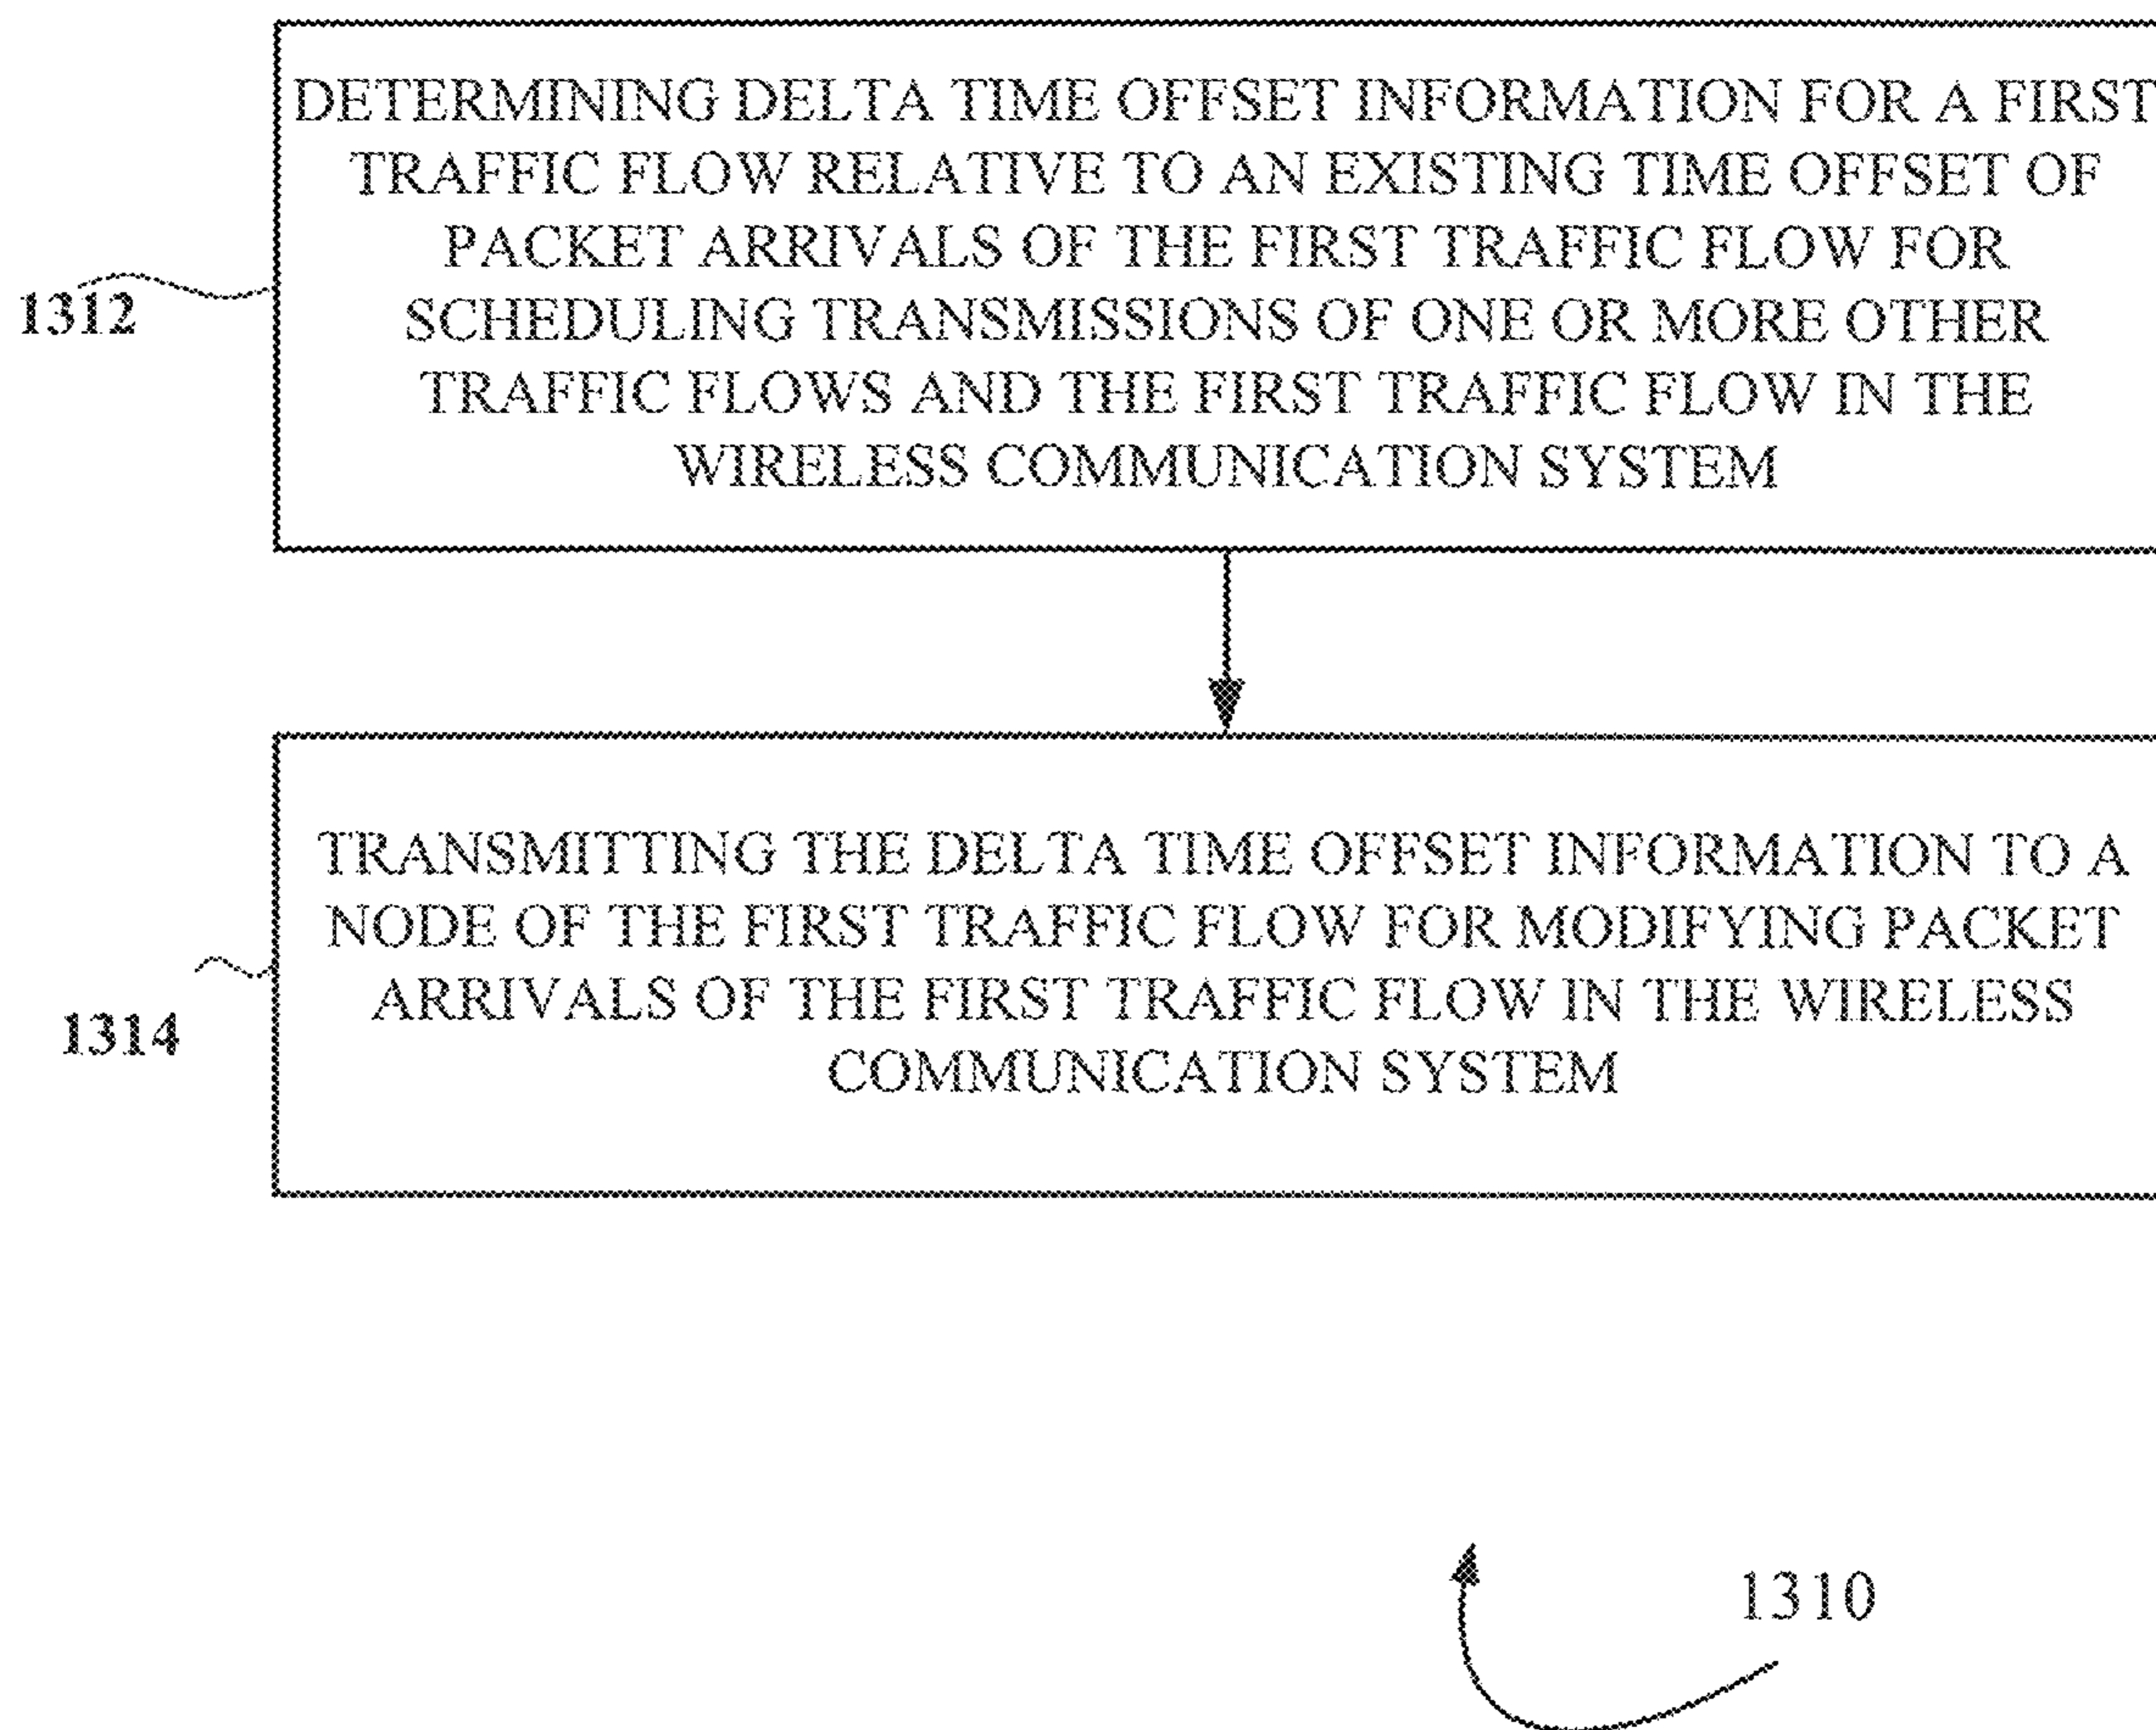 DETERMINING DELTA TIME OFFSET INFORMATION FOR A FIRST
TRAFFIC FLOW RELATIVE TO AN EXISTING TIME OFFSET OF
PACKET ARRIVALS OF THE FIRST TRAFFIC FLOW FOR
SCHEDULING TRANSMISSIONS OF ONE OR MORE OTHER
TRAFFIC FLOWS AND THE FIRST TRAFFIC FLOW IN THE
WIRELESS COMMUNICATION SYSTEM
1312
TRANSMITTING THE DELTA TIME OFFSET INFORMATION TO A
NODE OF THE FIRST TRAFFIC FLOW FOR MODIFYING PACKET
ARRIVALS OF THE FIRST TRAFFIC FLOW IN THE WIRELESS
COMMUNICATION SYSTEM
1314
1310